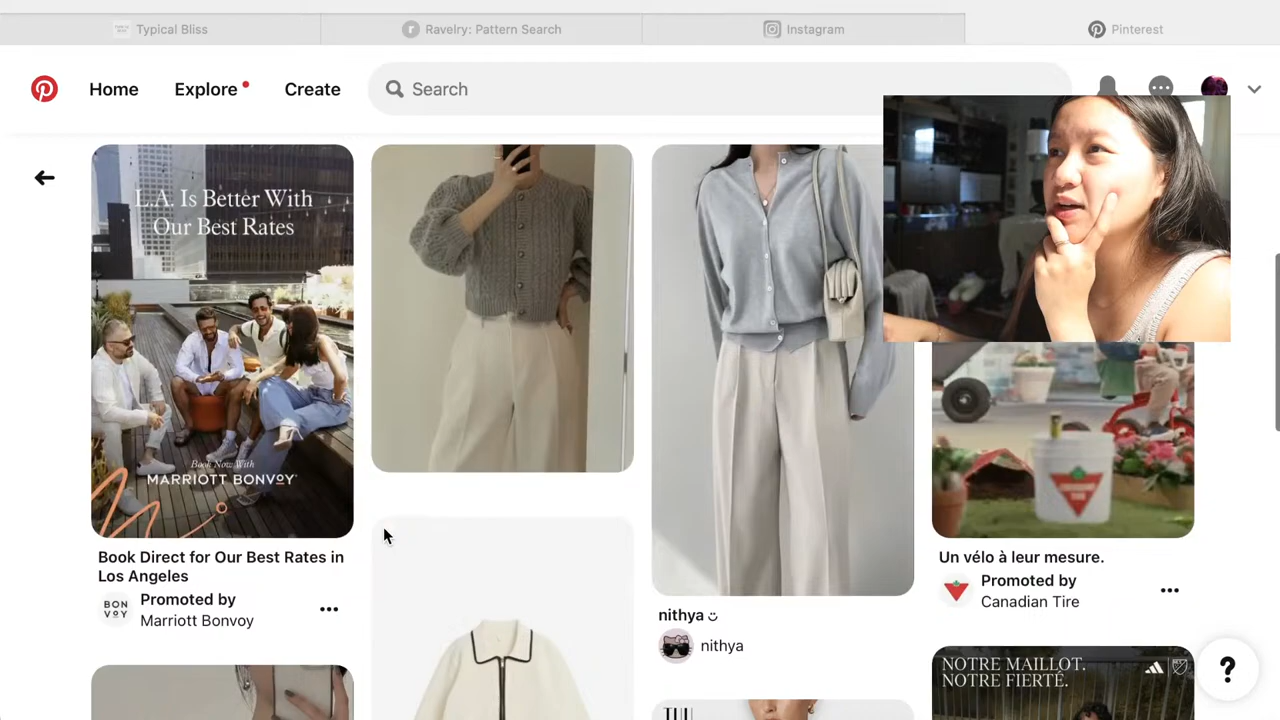 Typical Bliss
Ravelry: Pattern Search
Instagram
Pinterest
Home
Explore
Create
Search
L.A. Is Better With
Our Best Rates
Book Now With
MARRIOTT BONVOY
Book Direct for Our Best Rates in
Los Angeles
BON
VOY
Promoted by
Marriott Bonvoy
nithya
nithya
Un vélo à leur mesure.
Promoted by
Canadian Tire
NOTRE MAILLOT.
NOTRE FIERTÉ.
?